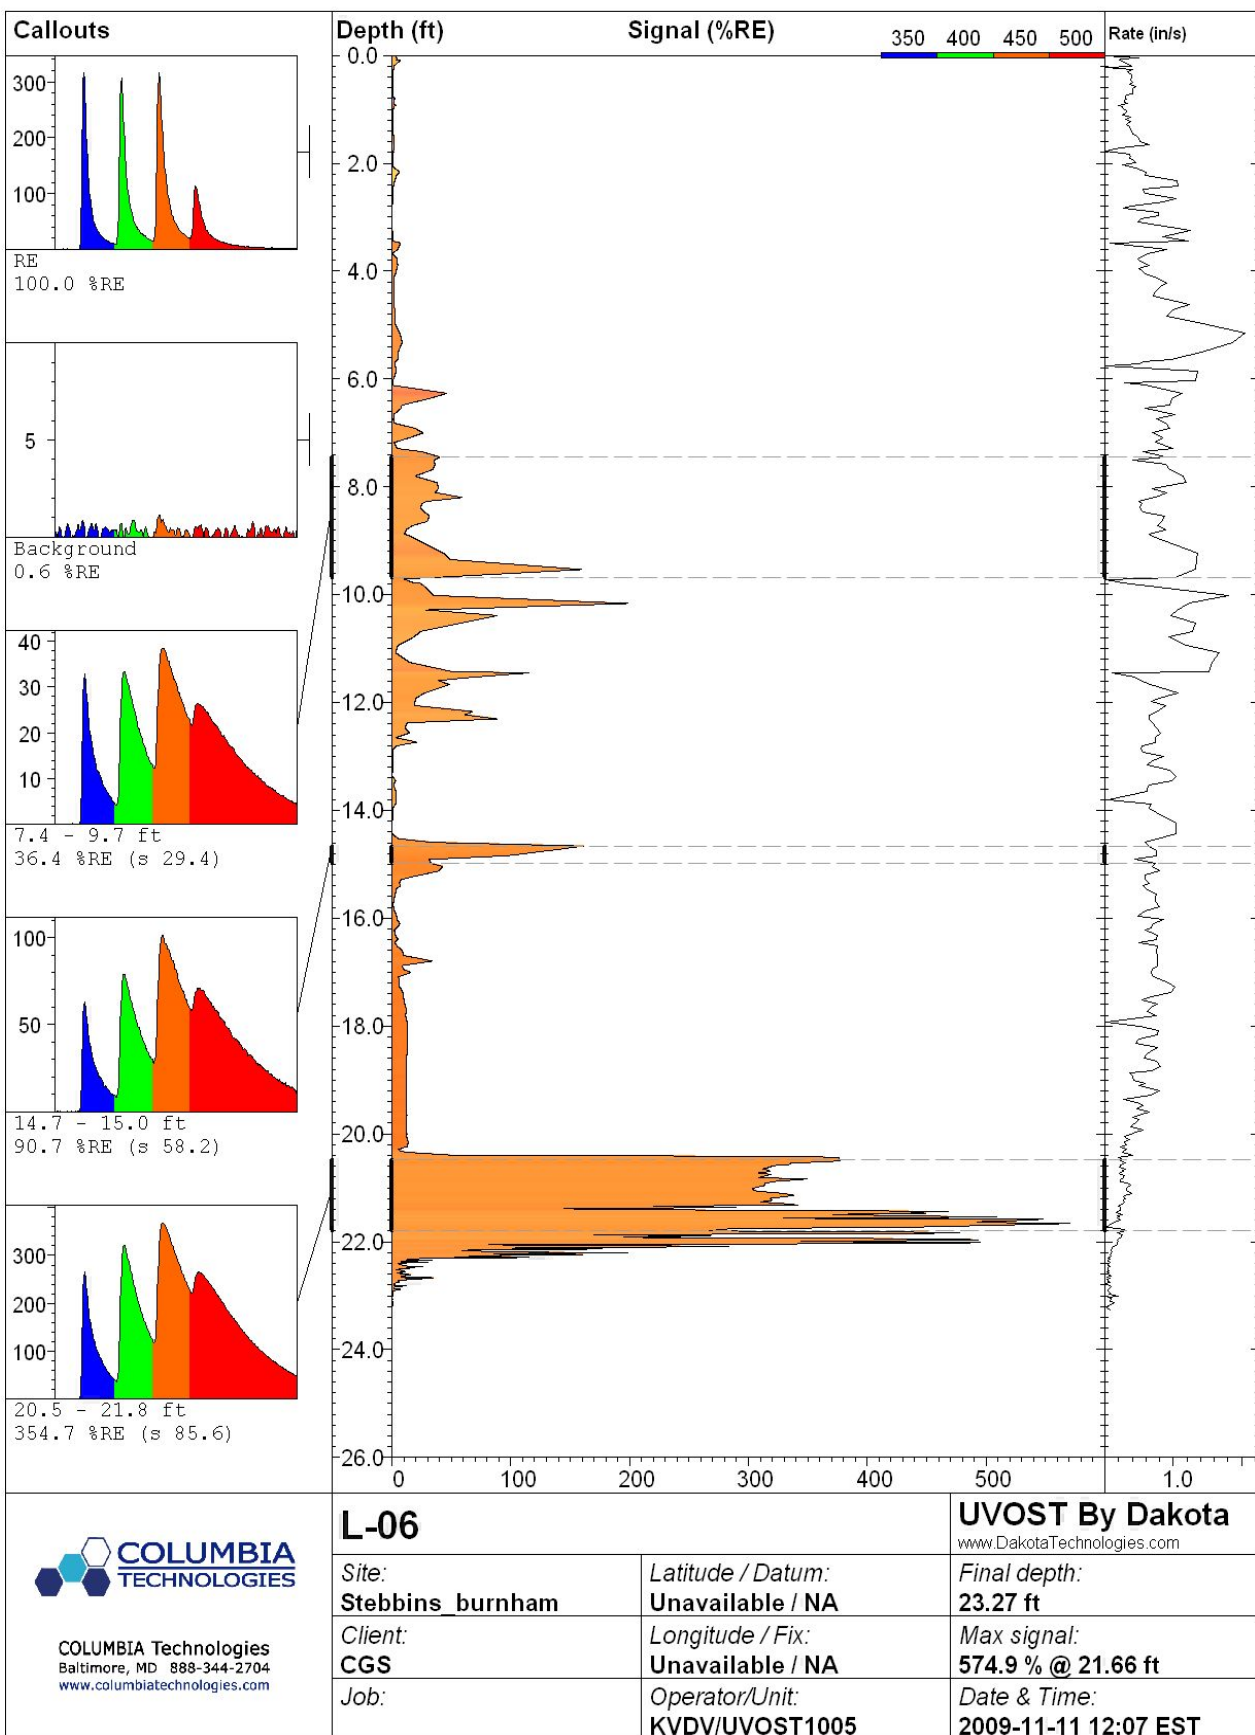 Callouts
Depth (ft)
Signal (%RE)
350 400 450 500
Rate (in/s)
300
200
100
RE
100.0 %RE
5
Background
0.6 %RE
40
30
20
10
7.4 - 9.7 ft
36.4 %RE (s 29.4)
100
50
14.7 - 15.0 ft
90.7 %RE (s 58.2)
300
200
100
20.5 - 21.8 ft
354.7 %RE (s 85.6)
0.0
2.0
4.0
6.0
8.0
10.0
12.0
14.0
16.0
18.0
20.0
22.0
24.0
26.0
0 100 200 300 400 500
1.0
COLUMBIA
TECHNOLOGIES
COLUMBIA Technologies
Baltimore, MD 888-344-2704
www.columbiatechnologies.com
L-06
UVOST By Dakota
www.DakotaTechnologies.com
Site:
Stebbins_burnham
Latitude / Datum:
Unavailable / NA
Final depth:
23.27 ft
Client:
CGS
Longitude / Fix:
Unavailable / NA
Max signal:
574.9 % @ 21.66 ft
Job:
Operator/Unit:
KVDV/UVOST1005
Date & Time:
2009-11-11 12:07 EST